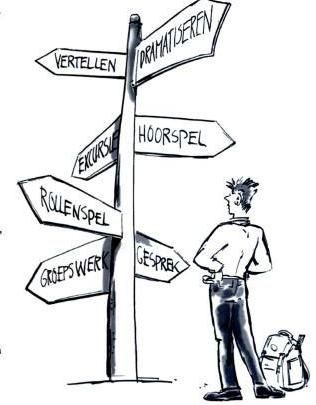 DRAMATISEREN
VERTELLEN
EXCURSIE
HOORSPEL
ROLLENSPEL
GROEPSWERK
GESPREK